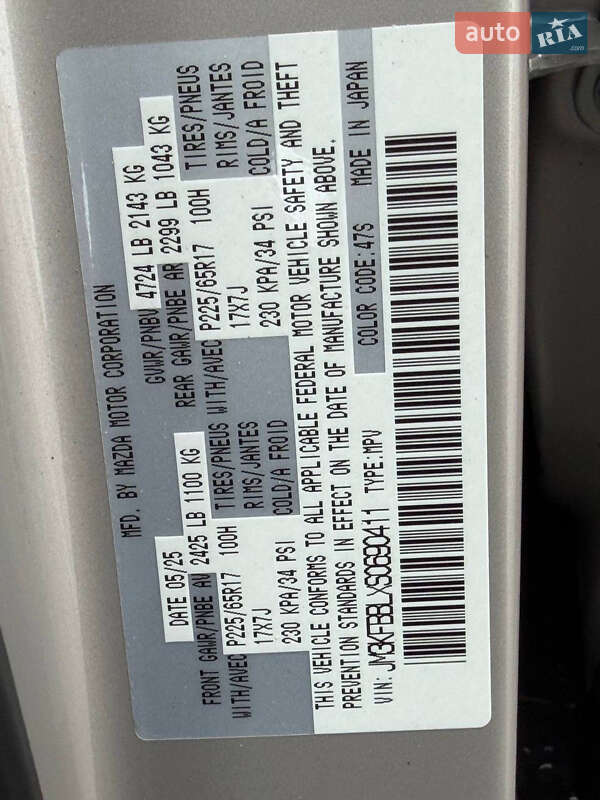 auto RIA .com
MFD. BY MAZDA MOTOR CORPORATION
DATE 05/25 GVWR/PNBV 4724 LB 2143 KG
FRONT GAWR/PNBE AV 2425 LB 1100 KG REAR GAWR/PNBE AR 2299 LB 1043 KG
WITH/AVEC P225/65R17 100H TIRES/PNEUS WITH/AVEC P225/65R17 100H TIRES/PNEUS
17X7J RIMS/JANTES 17X7J RIMS/JANTES
230 KPA/34 PSI COLD/A FROID 230 KPA/34 PSI COLD/A FROID
THIS VEHICLE CONFORMS TO ALL APPLICABLE FEDERAL MOTOR VEHICLE SAFETY AND THEFT
PREVENTION STANDARDS IN EFFECT ON THE DATE OF MANUFACTURE SHOWN ABOVE.
VIN: JM3KFBBLXS0690411 TYPE:MPV COLOR CODE:47S MADE IN JAPAN